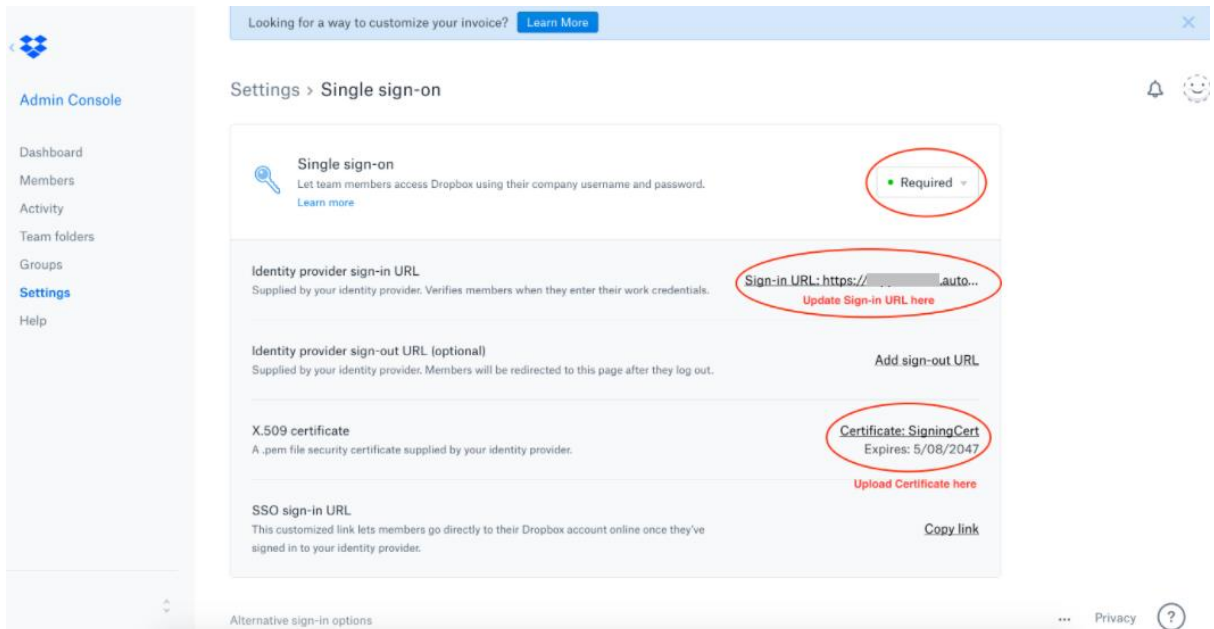 Looking for a way to customize your invoice? Learn More
Admin Console
Dashboard
Members
Activity
Team folders
Groups
Settings
Help
Settings > Single sign-on
Single sign-on
Let team members access Dropbox using their company username and password.
Learn more
Required
Identity provider sign-in URL
Supplied by your identity provider. Verifies members when they enter their work credentials.
Sign-in URL: https:// .auto...
Update Sign-in URL here
Identity provider sign-out URL (optional)
Supplied by your identity provider. Members will be redirected to this page after they log out.
Add sign-out URL
X.509 certificate
A .pem file security certificate supplied by your identity provider.
Certificate: SigningCert
Expires: 5/08/2047
Upload Certificate here
SSO sign-in URL
This customized link lets members go directly to their Dropbox account online once they've
signed in to your identity provider.
Copy link
Alternative sign-in options
... Privacy ?